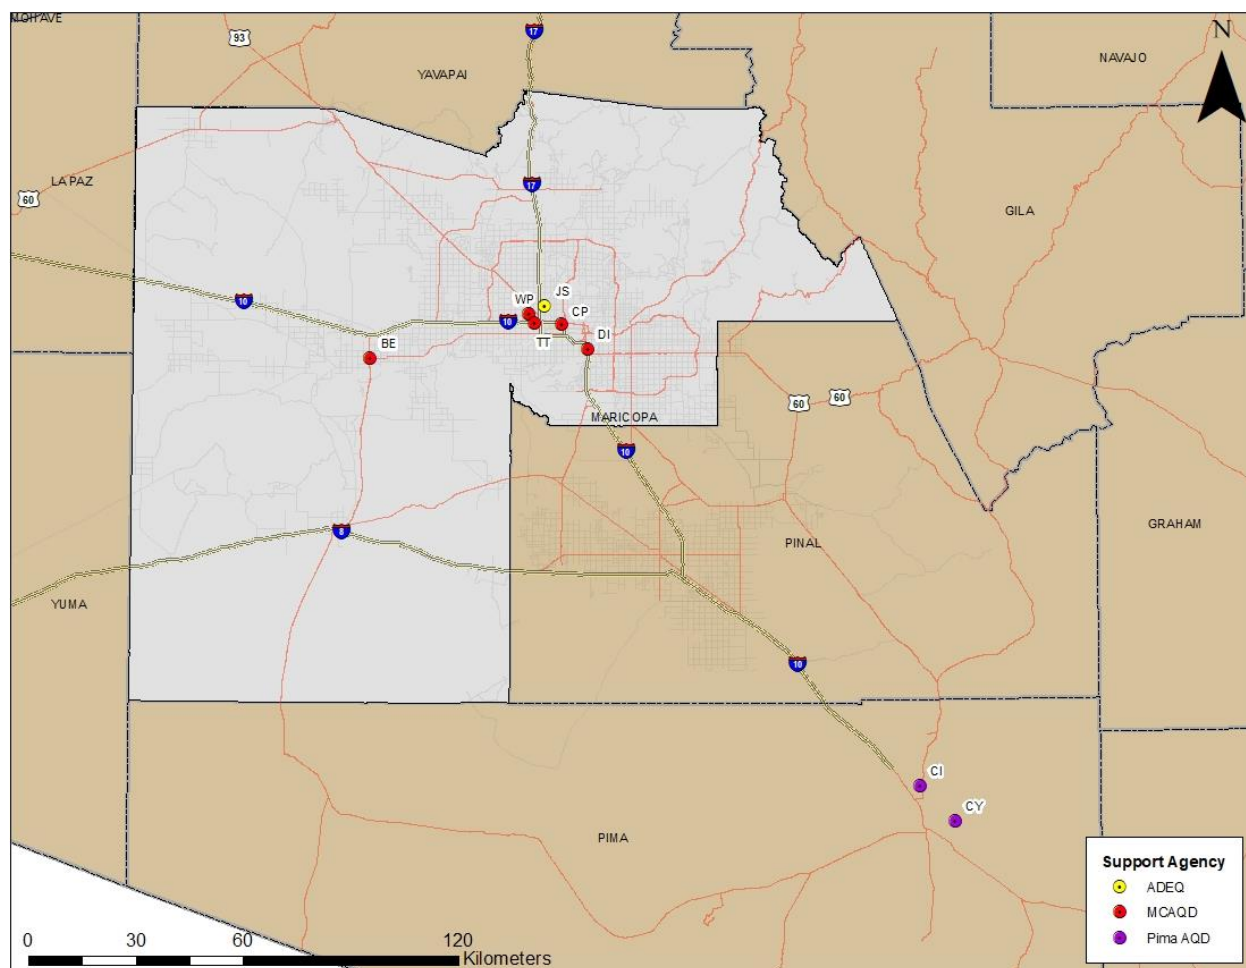 MOHAVE
17
N
93
NAVAJO
YAVAPAI
LA PAZ
17
60
GILA
10
JS
WP
10
CP
TT
DI
BE
60
60
MARICOPA
10
8
GRAHAM
PINAL
YUMA
10
CI
CY
PIMA
Support Agency
ADEQ
MCAQD
Pima AQD
0 30 60 120
Kilometers